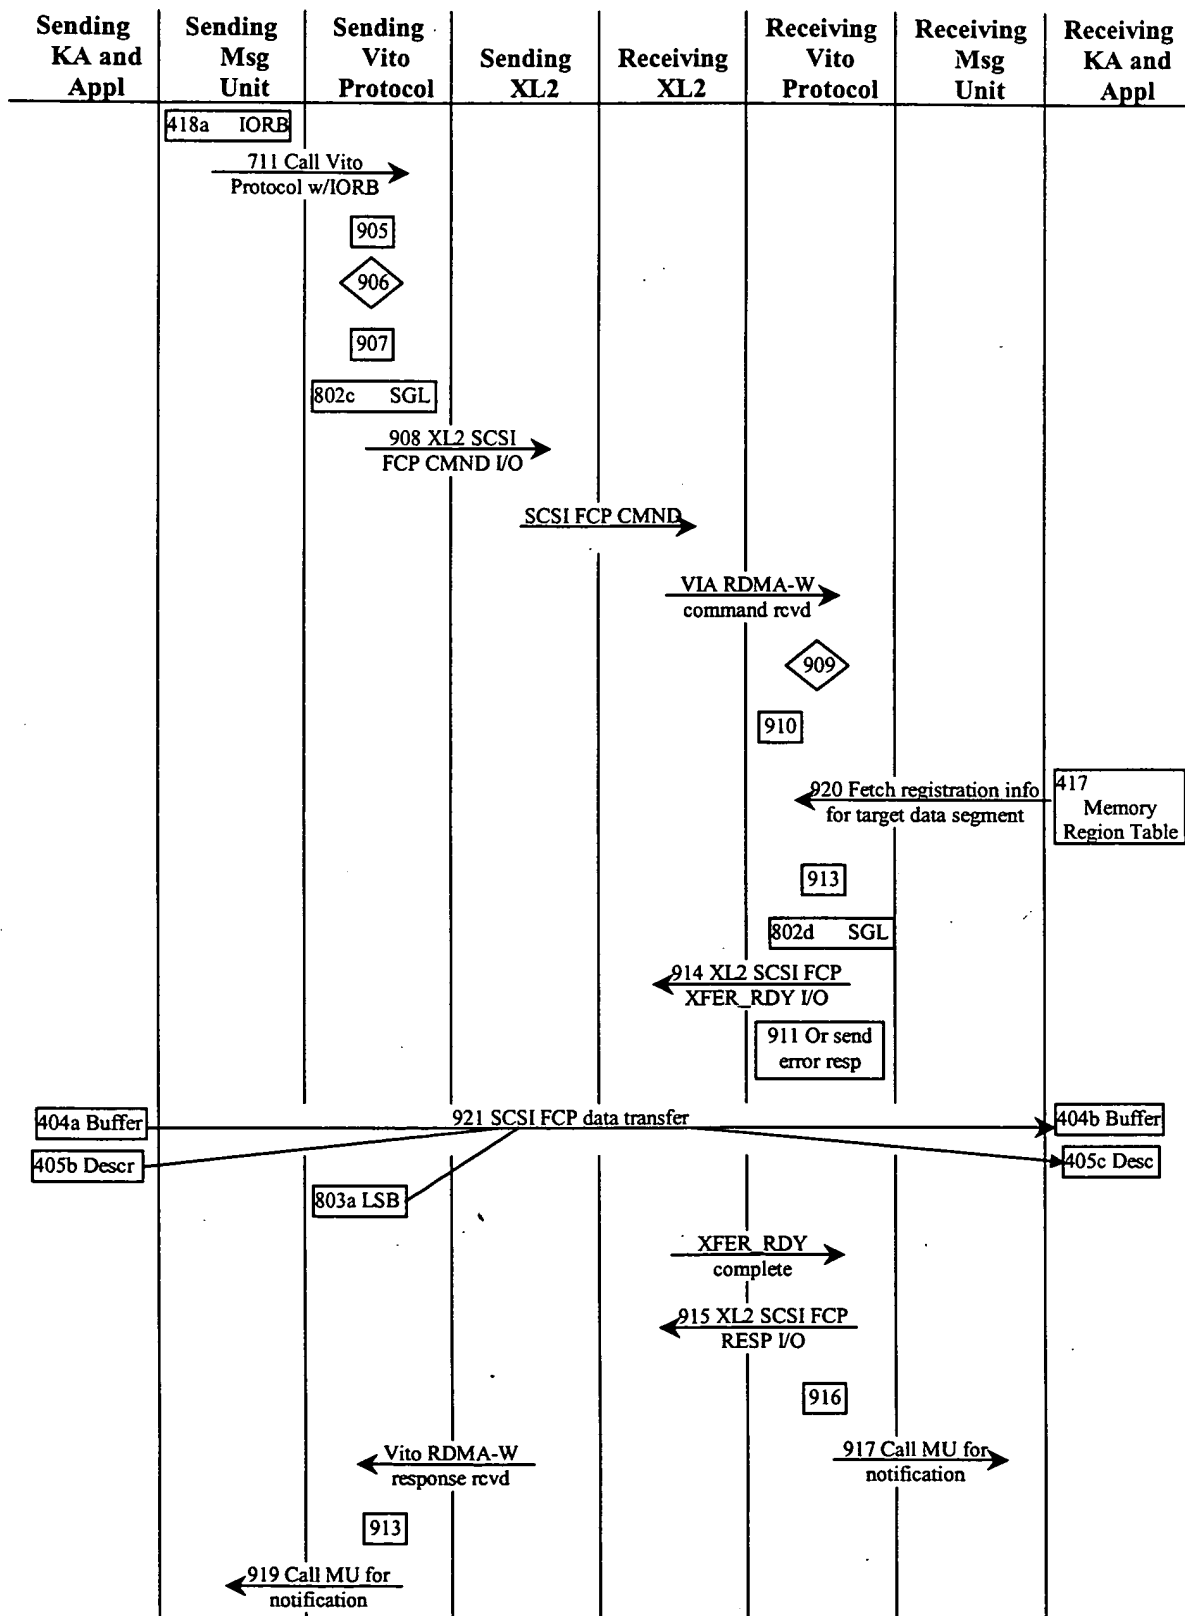 Sending KA and Appl
Sending Msg Unit
Sending Vito Protocol
Sending XL2
Receiving XL2
Receiving Vito Protocol
Receiving Msg Unit
Receiving KA and Appl
418a IORB
711 Call Vito
Protocol w/IORB
905
906
907
802c SGL
908 XL2 SCSI
FCP CMND I/O
SCSI FCP CMND
VIA RDMA-W
command rcvd
909
910
920 Fetch registration info
for target data segment
417
Memory
Region Table
913
802d SGL
914 XL2 SCSI FCP
XFER_RDY I/O
911 Or send
error resp
404a Buffer
921 SCSI FCP data transfer
404b Buffer
405b Descr
405c Desc
803a LSB
XFER_RDY
complete
915 XL2 SCSI FCP
RESP I/O
916
Vito RDMA-W
response rcvd
917 Call MU for
notification
913
919 Call MU for
notification